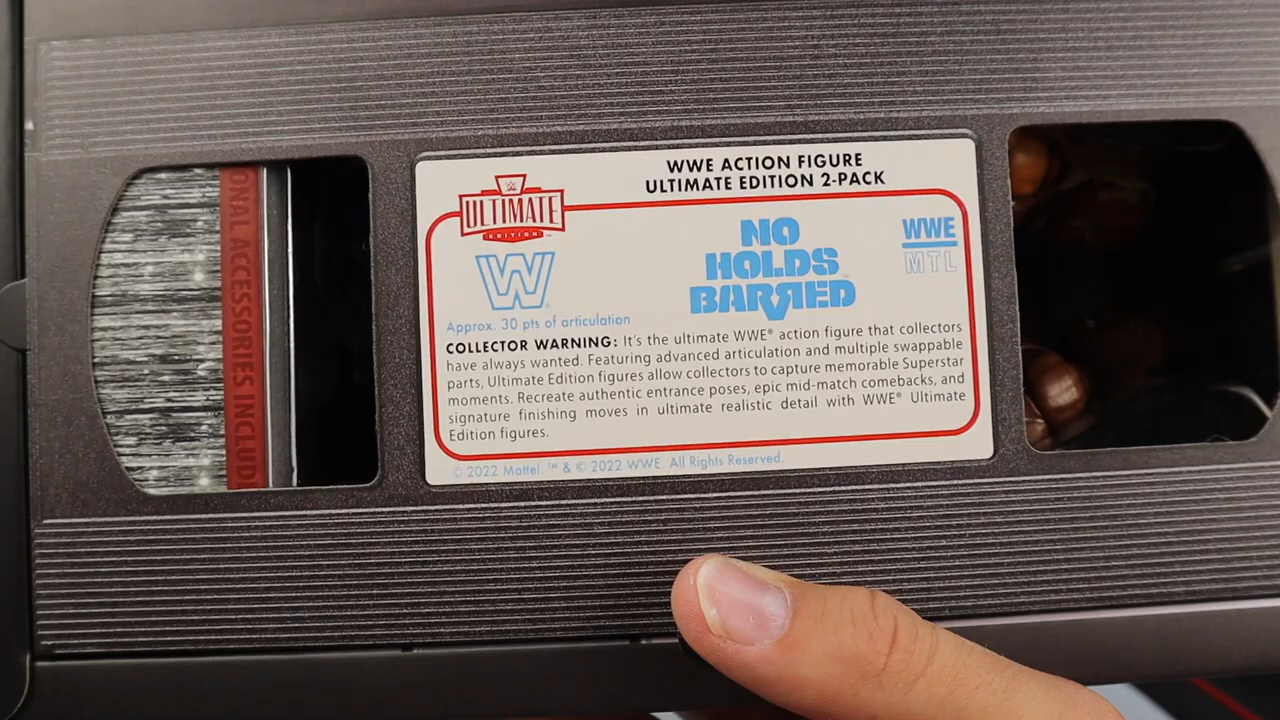 WWE ACTION FIGURE
ULTIMATE EDITION 2-PACK
ULTIMATE
EDITION
W
NO
HOLDS
BARRED
WWE
MTL
Approx. 30 pts of articulation
COLLECTOR WARNING: It's the ultimate WWE® action figure that collectors
have always wanted. Featuring advanced articulation and multiple swappable
parts, Ultimate Edition figures allow collectors to capture memorable Superstar
moments. Recreate authentic entrance poses, epic mid-match comebacks, and
signature finishing moves in ultimate realistic detail with WWE® Ultimate
Edition figures.
© 2022 Mattel. ™ & © 2022 WWE. All Rights Reserved.
ONAL ACCESSORIES INCLUD